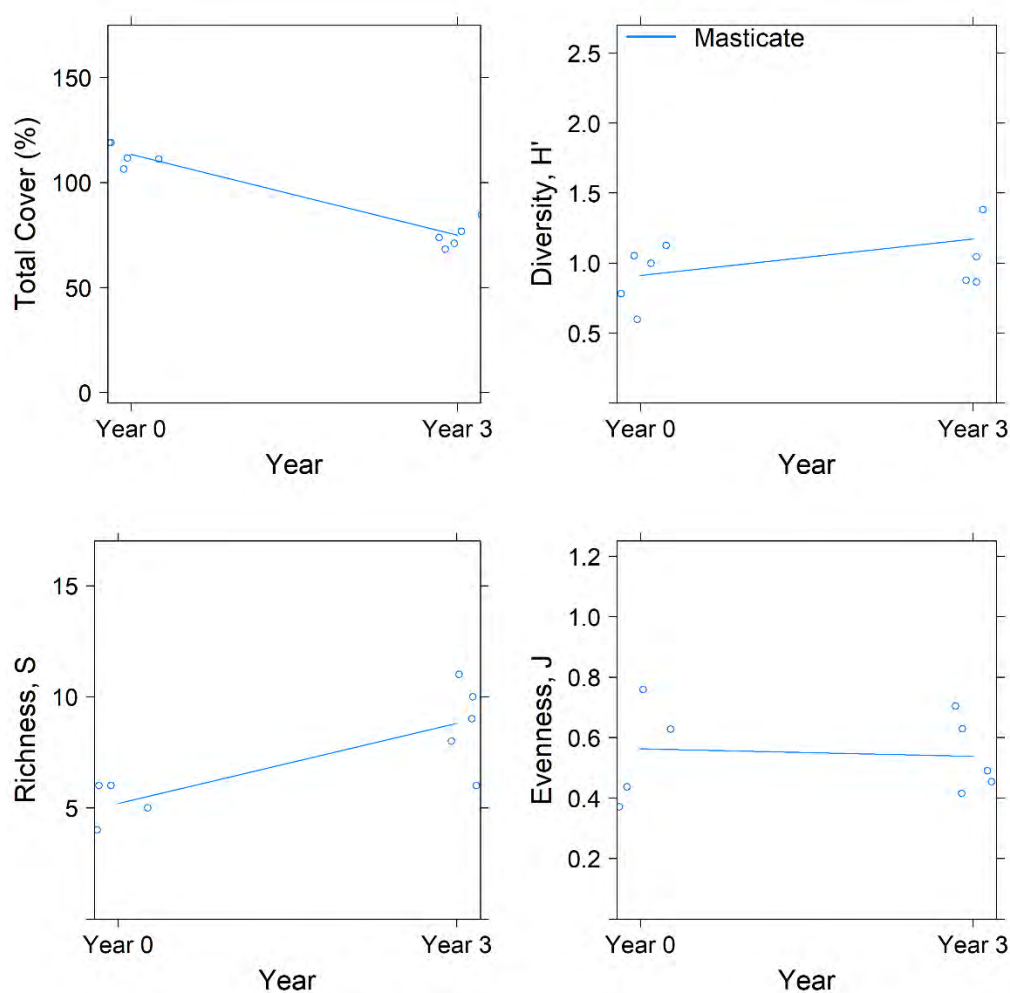 Total Cover (%)
150
100
50
0
Year 0
Year 3
Year
Masticate
Diversity, H'
2.5
2.0
1.5
1.0
0.5
Year 0
Year 3
Year
Richness, S
15
10
5
Year 0
Year 3
Year
Evenness, J
1.2
1.0
0.8
0.6
0.4
0.2
Year 0
Year 3
Year